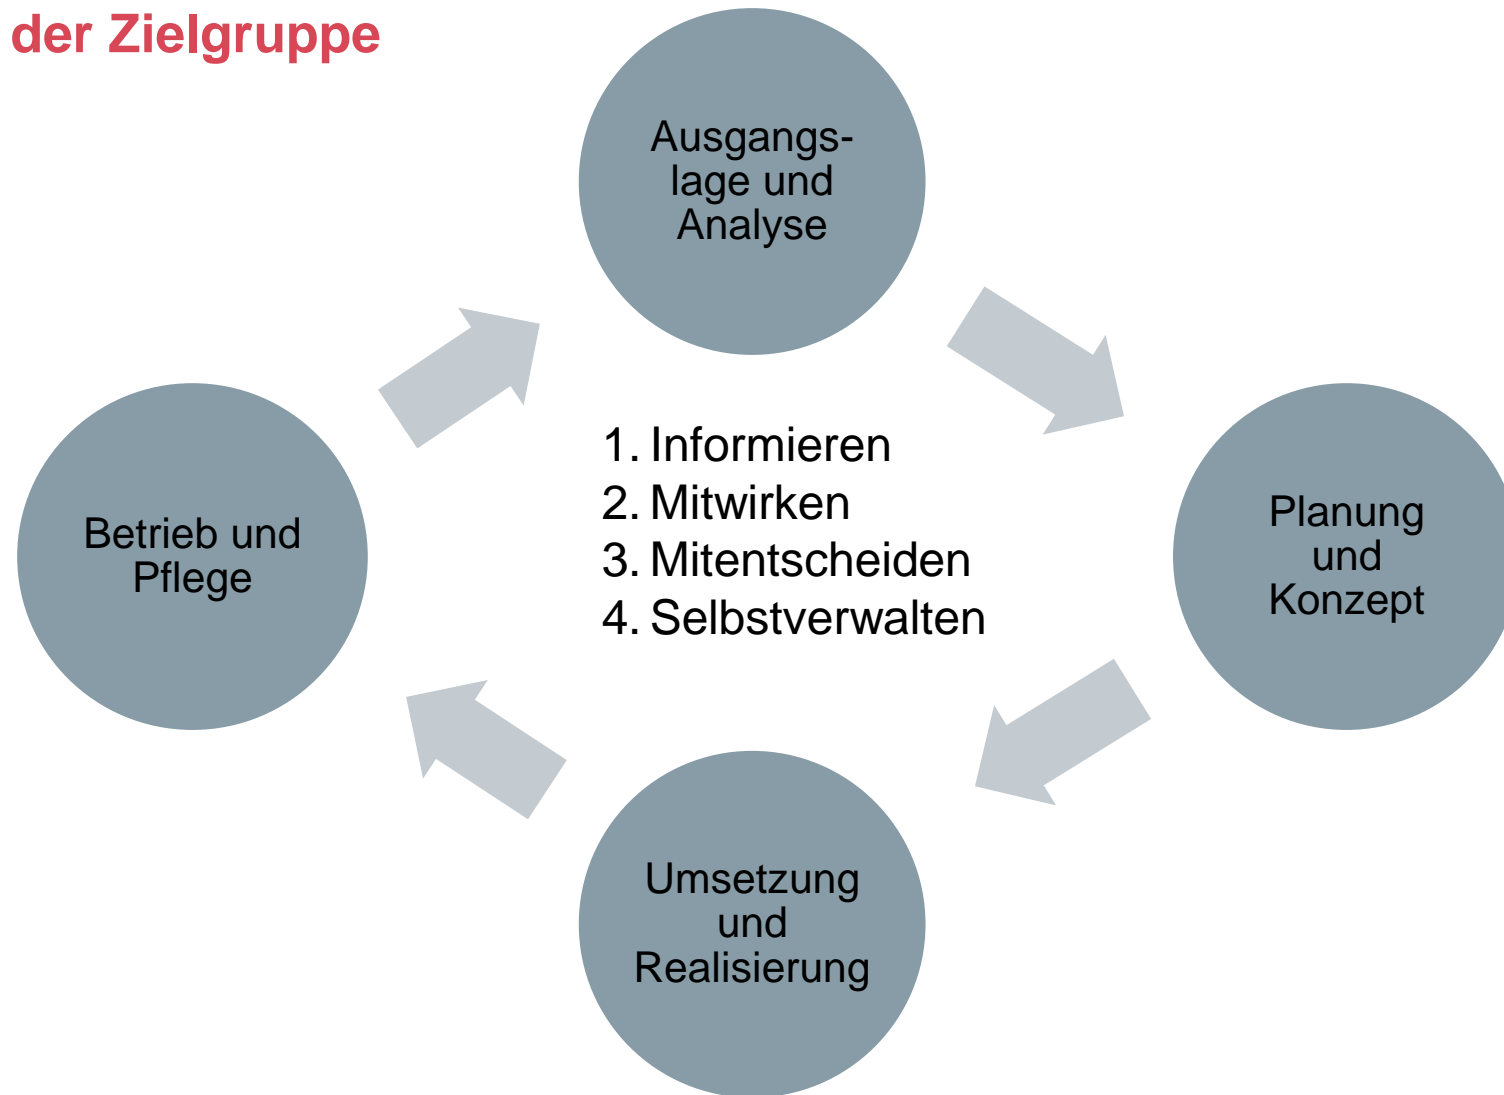 der Zielgruppe
Ausgangs-
lage und
Analyse
1. Informieren
2. Mitwirken
3. Mitentscheiden
4. Selbstverwalten
Planung
und
Konzept
Betrieb und
Pflege
Umsetzung
und
Realisierung